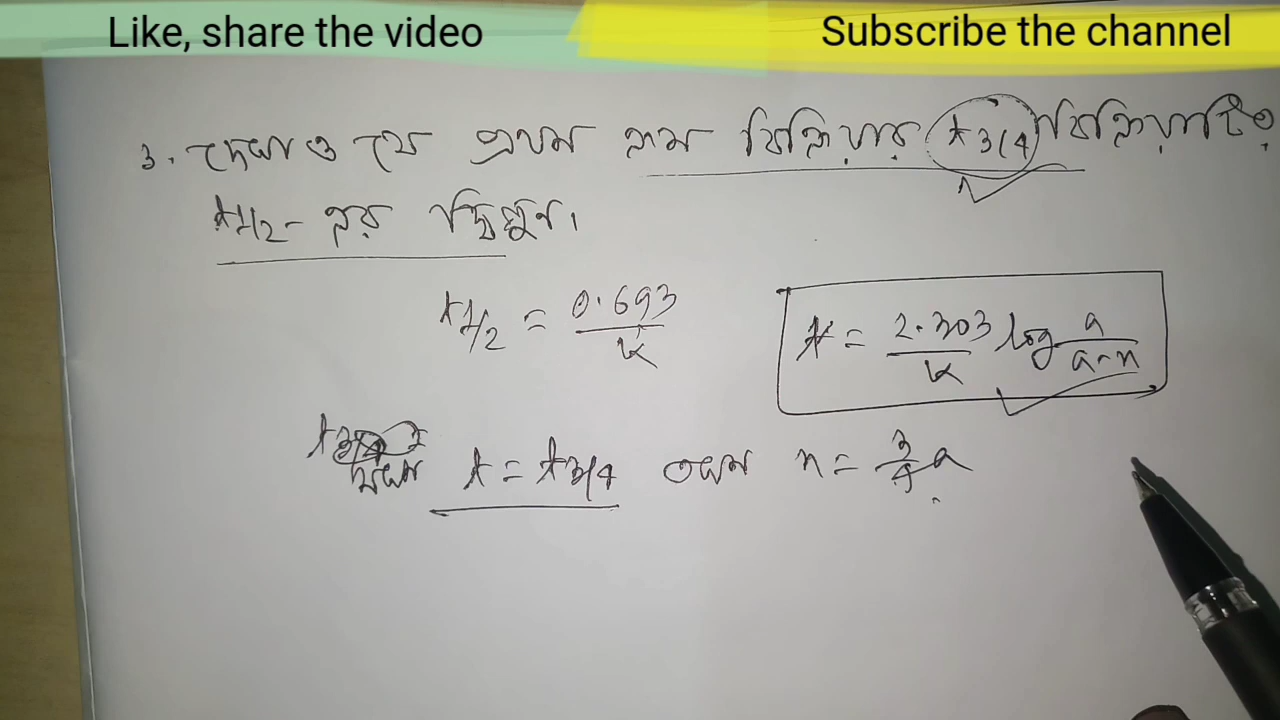 Like, share the video
Subscribe the channel
3. দেখাও যে প্রথম ক্রম বিক্রিয়ার t3/4 বিক্রিয়াটির
t1/2 - এর দ্বিগুণ।
t1/2 = 0.693/K
t = 2.303/K log a/a-x
যখন t = t3/4 তখন x = 3/4 a